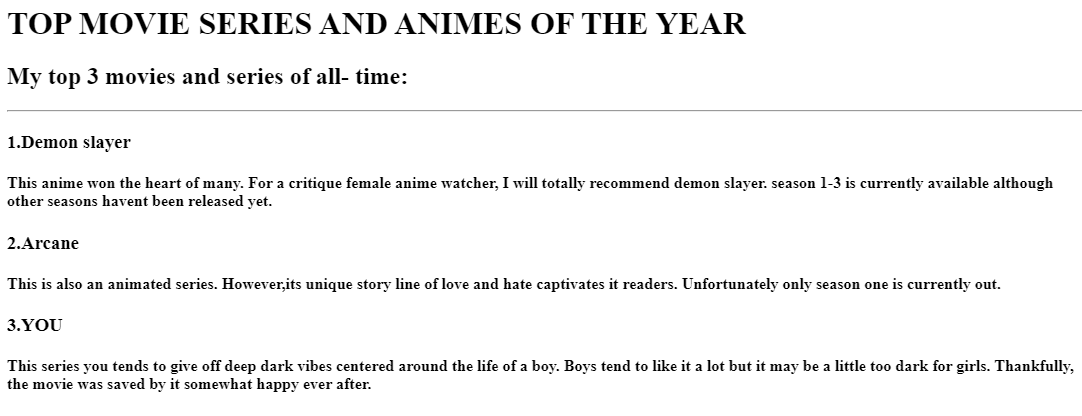 TOP MOVIE SERIES AND ANIMES OF THE YEAR
My top 3 movies and series of all- time:
1.Demon slayer
This anime won the heart of many. For a critique female anime watcher, I will totally recommend demon slayer. season 1-3 is currently available although
other seasons havent been released yet.
2.Arcane
This is also an animated series. However,its unique story line of love and hate captivates it readers. Unfortunately only season one is currently out.
3.YOU
This series you tends to give off deep dark vibes centered around the life of a boy. Boys tend to like it a lot but it may be a little too dark for girls. Thankfully,
the movie was saved by it somewhat happy ever after.